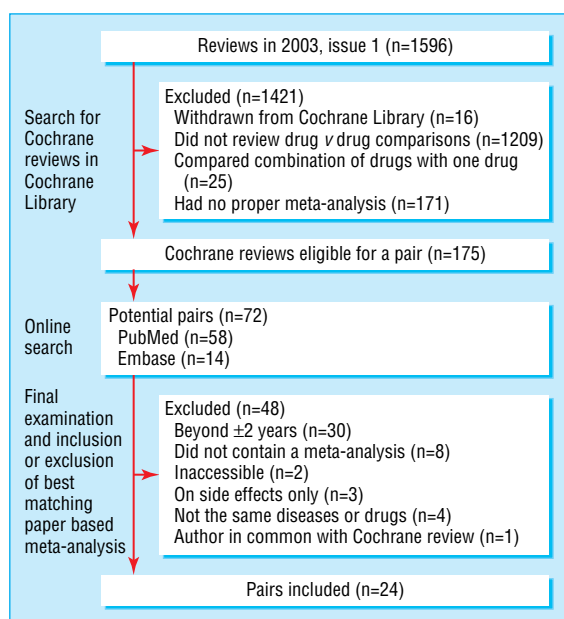 Reviews in 2003, issue 1 (n=1596)
Search for
Cochrane
reviews in
Cochrane
Library
Excluded (n=1421)
Withdrawn from Cochrane Library (n=16)
Did not review drug v drug comparisons (n=1209)
Compared combination of drugs with one drug
(n=25)
Had no proper meta-analysis (n=171)
Cochrane reviews eligible for a pair (n=175)
Online
search
Potential pairs (n=72)
PubMed (n=58)
Embase (n=14)
Final
examination
and inclusion
or exclusion
of best
matching
paper based
meta-analysis
Excluded (n=48)
Beyond ±2 years (n=30)
Did not contain a meta-analysis (n=8)
Inaccessible (n=2)
On side effects only (n=3)
Not the same diseases or drugs (n=4)
Author in common with Cochrane review (n=1)
Pairs included (n=24)